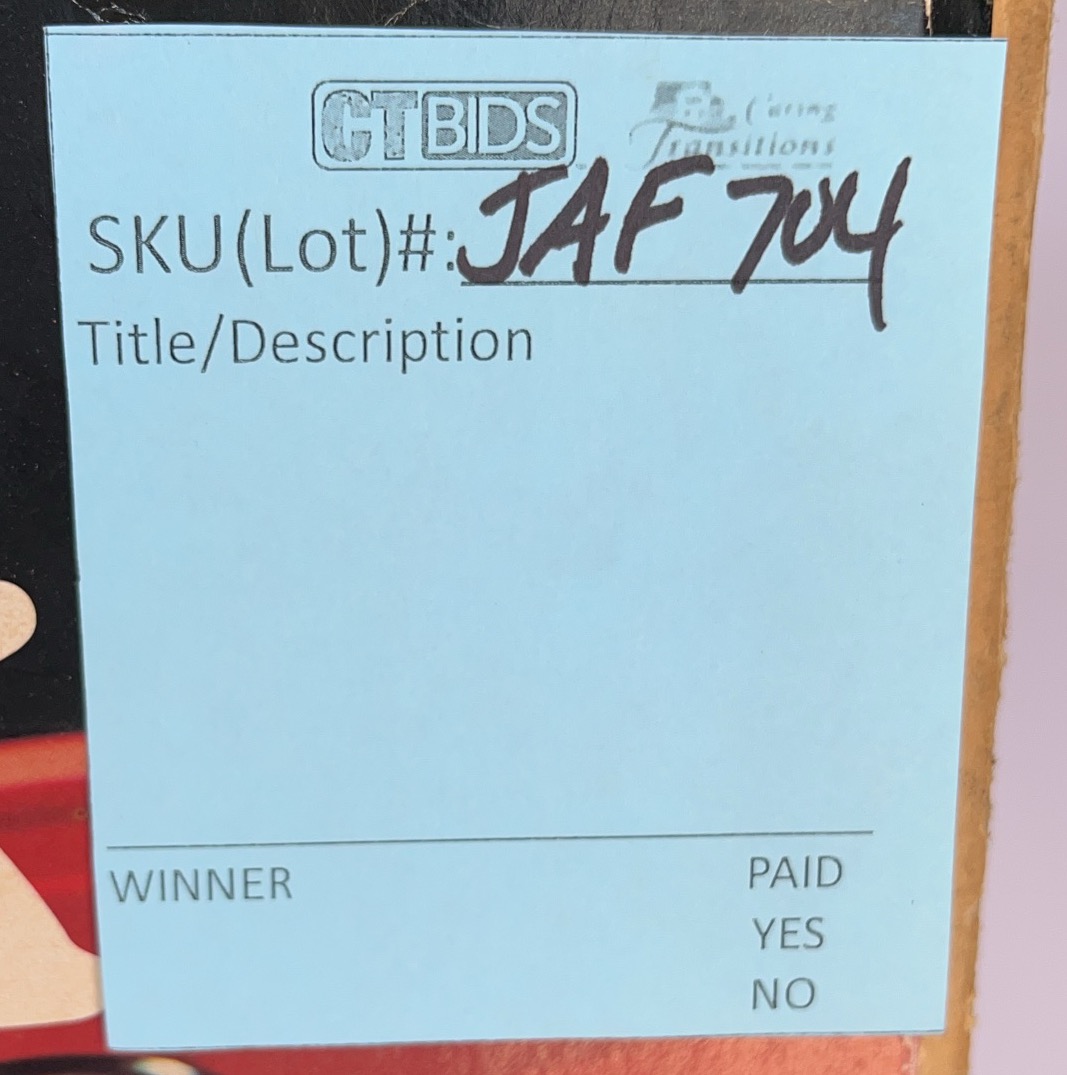 CTBIDS Caring
Transitions
SKU(Lot)#: JAF 704
Title/Description
WINNER PAID
YES
NO